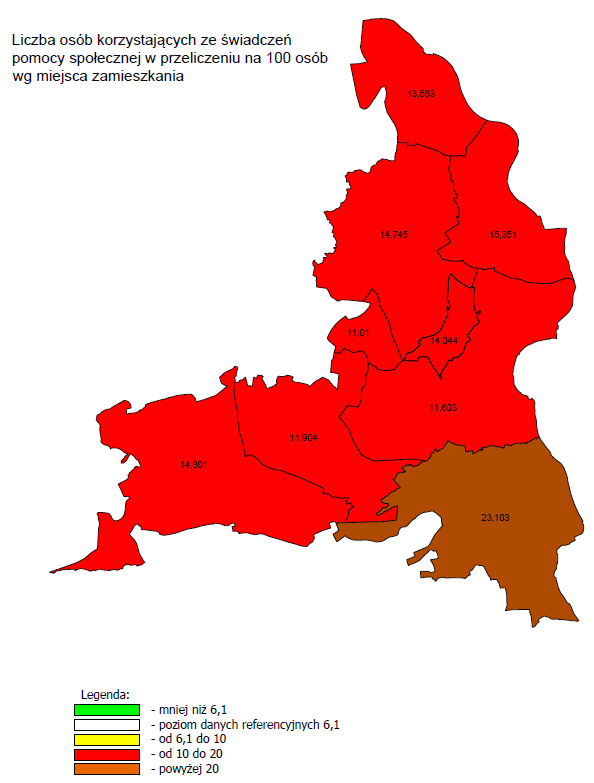 Liczba osób korzystających ze świadczeń
pomocy społecznej w przeliczeniu na 100 osób
wg miejsca zamieszkania
13,563
14,745
15,351
11,01
14,044
11,603
11,904
14,801
23,103
Legenda:
- mniej niż 6,1
- poziom danych referencyjnych 6,1
- od 6,1 do 10
- od 10 do 20
- powyżej 20